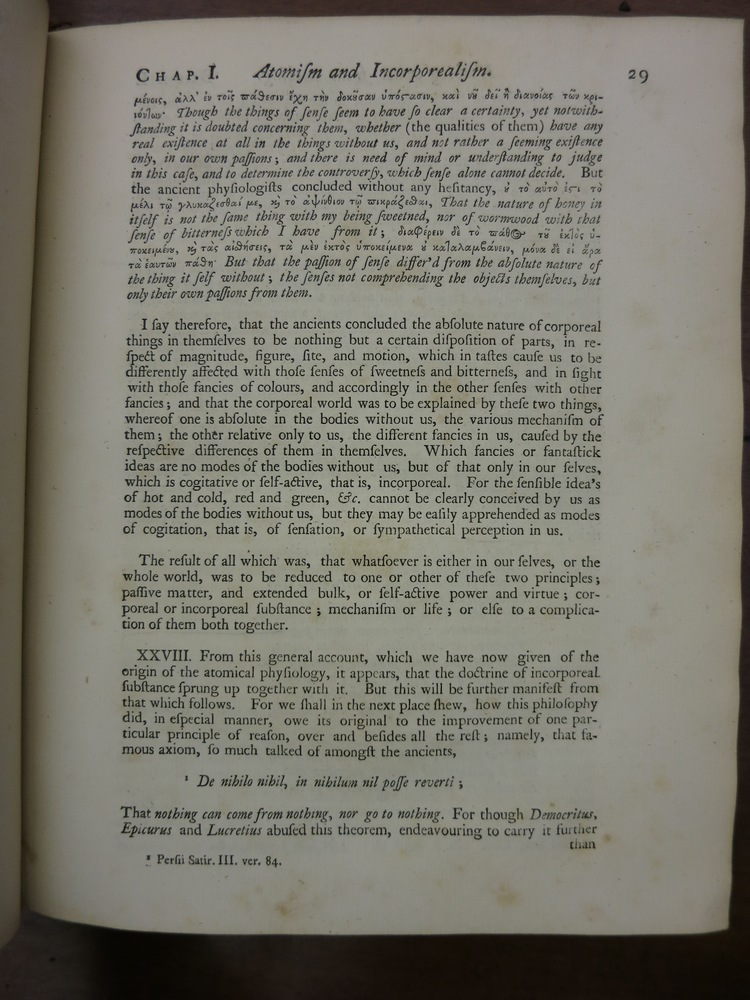 CHAP. I. Atomiſm and Incorporealiſm. 29
μένοις, ἀλλ' ἐν τοῖς πάθεσιν ἔχῃ τὴν δοκȣ͂σαν ὑπόϛασιν, καὶ νῦ δεῖ ἢ διανοίας τῶν κρι-
Though the things of ſenſe ſeem to have ſo clear a certainty, yet notwith-
ſtanding it is doubted concerning them, whether (the qualities of them) have any
real exiſtence at all in the things without us, and not rather a ſeeming exiſtence
only, in our own paſſions; and there is need of mind or underſtanding to judge
in this caſe, and to determine the controverſy, which ſenſe alone cannot decide. But
the ancient phyſiologiſts concluded without any heſitancy, ȣ̓ τὸ αὐτό ἐϛι τὸ
μέλι τῷ γλυκάζεσθαί με, ϗ τὸ ἀψίνθιον τῷ πικράζεσθαι, That the nature of honey in
itſelf is not the ſame thing with my being ſweetned, nor of wormwood with that
ſenſe of bitterneſs which I have from it; διαφέρειν δὲ τὸ πάθος τȣ͂ ἐκτὸς ὑ-
ποκειμένȣ, ϗ τὰς αἰσθήσεις, τὰ μὲν ἐκτὸς ὑποκείμενα ȣ̓ καταλαμβάνειν, μόνα δὲ εἰ ἄρα
τὰ ἑαυτῶν πάθη· But that the paſſion of ſenſe differ'd from the abſolute nature of
the thing it ſelf without; the ſenſes not comprehending the objects themſelves, but
only their own paſſions from them.
I ſay therefore, that the ancients concluded the abſolute nature of corporeal
things in themſelves to be nothing but a certain diſpoſition of parts, in re-
ſpect of magnitude, figure, ſite, and motion, which in taſtes cauſe us to be
differently affected with thoſe ſenſes of ſweetneſs and bitterneſs, and in ſight
with thoſe fancies of colours, and accordingly in the other ſenſes with other
fancies; and that the corporeal world was to be explained by theſe two things,
whereof one is abſolute in the bodies without us, the various mechaniſm of
them; the other relative only to us, the different fancies in us, cauſed by the
reſpective differences of them in themſelves. Which fancies or fantaſtick
ideas are no modes of the bodies without us, but of that only in our ſelves,
which is cogitative or ſelf-active, that is, incorporeal. For the ſenſible idea's
of hot and cold, red and green, &c. cannot be clearly conceived by us as
modes of the bodies without us, but they may be eaſily apprehended as modes
of cogitation, that is, of ſenſation, or ſympathetical perception in us.
The reſult of all which was, that whatſoever is either in our ſelves, or the
whole world, was to be reduced to one or other of theſe two principles;
paſſive matter, and extended bulk, or ſelf-active power and virtue; cor-
poreal or incorporeal ſubſtance; mechaniſm or life; or elſe to a complica-
tion of them both together.
XXVIII. From this general account, which we have now given of the
origin of the atomical phyſiology, it appears, that the doctrine of incorporeal
ſubſtance ſprung up together with it. But this will be further manifeſt from
that which follows. For we ſhall in the next place ſhew, how this philoſophy
did, in eſpecial manner, owe its original to the improvement of one par-
ticular principle of reaſon, over and beſides all the reſt; namely, that fa-
mous axiom, ſo much talked of amongſt the ancients,
¹ De nihilo nihil, in nihilum nil poſſe reverti;
That nothing can come from nothing, nor go to nothing. For though Democritus,
Epicurus and Lucretius abuſed this theorem, endeavouring to carry it further
than
¹ Perſii Satir. III. ver. 84.